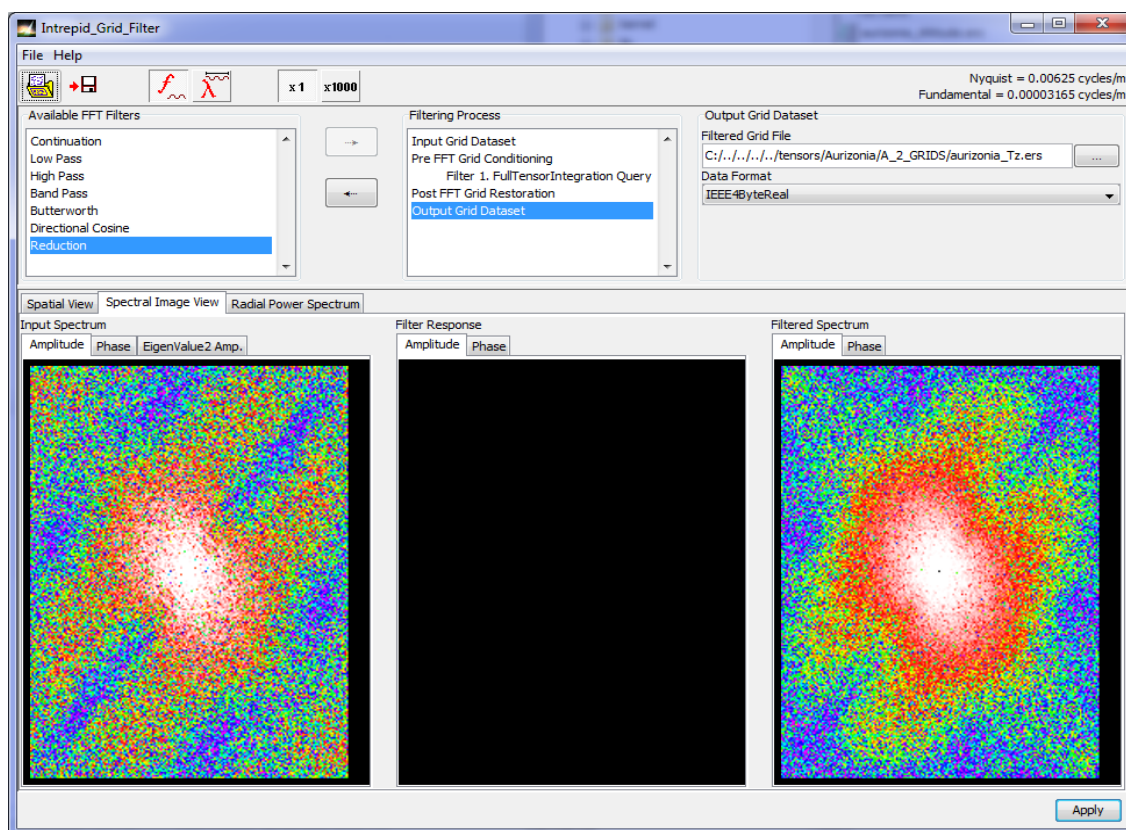 Intrepid_Grid_Filter
File Help
x 1 x1000
Nyquist = 0.00625 cycles/m
Fundamental = 0.00003165 cycles/m
Available FFT Filters
Continuation
Low Pass
High Pass
Band Pass
Butterworth
Directional Cosine
Reduction
Filtering Process
Input Grid Dataset
Pre FFT Grid Conditioning
Filter 1. FullTensorIntegration Query
Post FFT Grid Restoration
Output Grid Dataset
Output Grid Dataset
Filtered Grid File
C:/../../../../tensors/Aurizonia/A_2_GRIDS/aurizonia_Tz.ers ...
Data Format
IEEE4ByteReal
Spatial View Spectral Image View Radial Power Spectrum
Input Spectrum
Amplitude Phase EigenValue2 Amp.
Filter Response
Amplitude Phase
Filtered Spectrum
Amplitude Phase
Apply